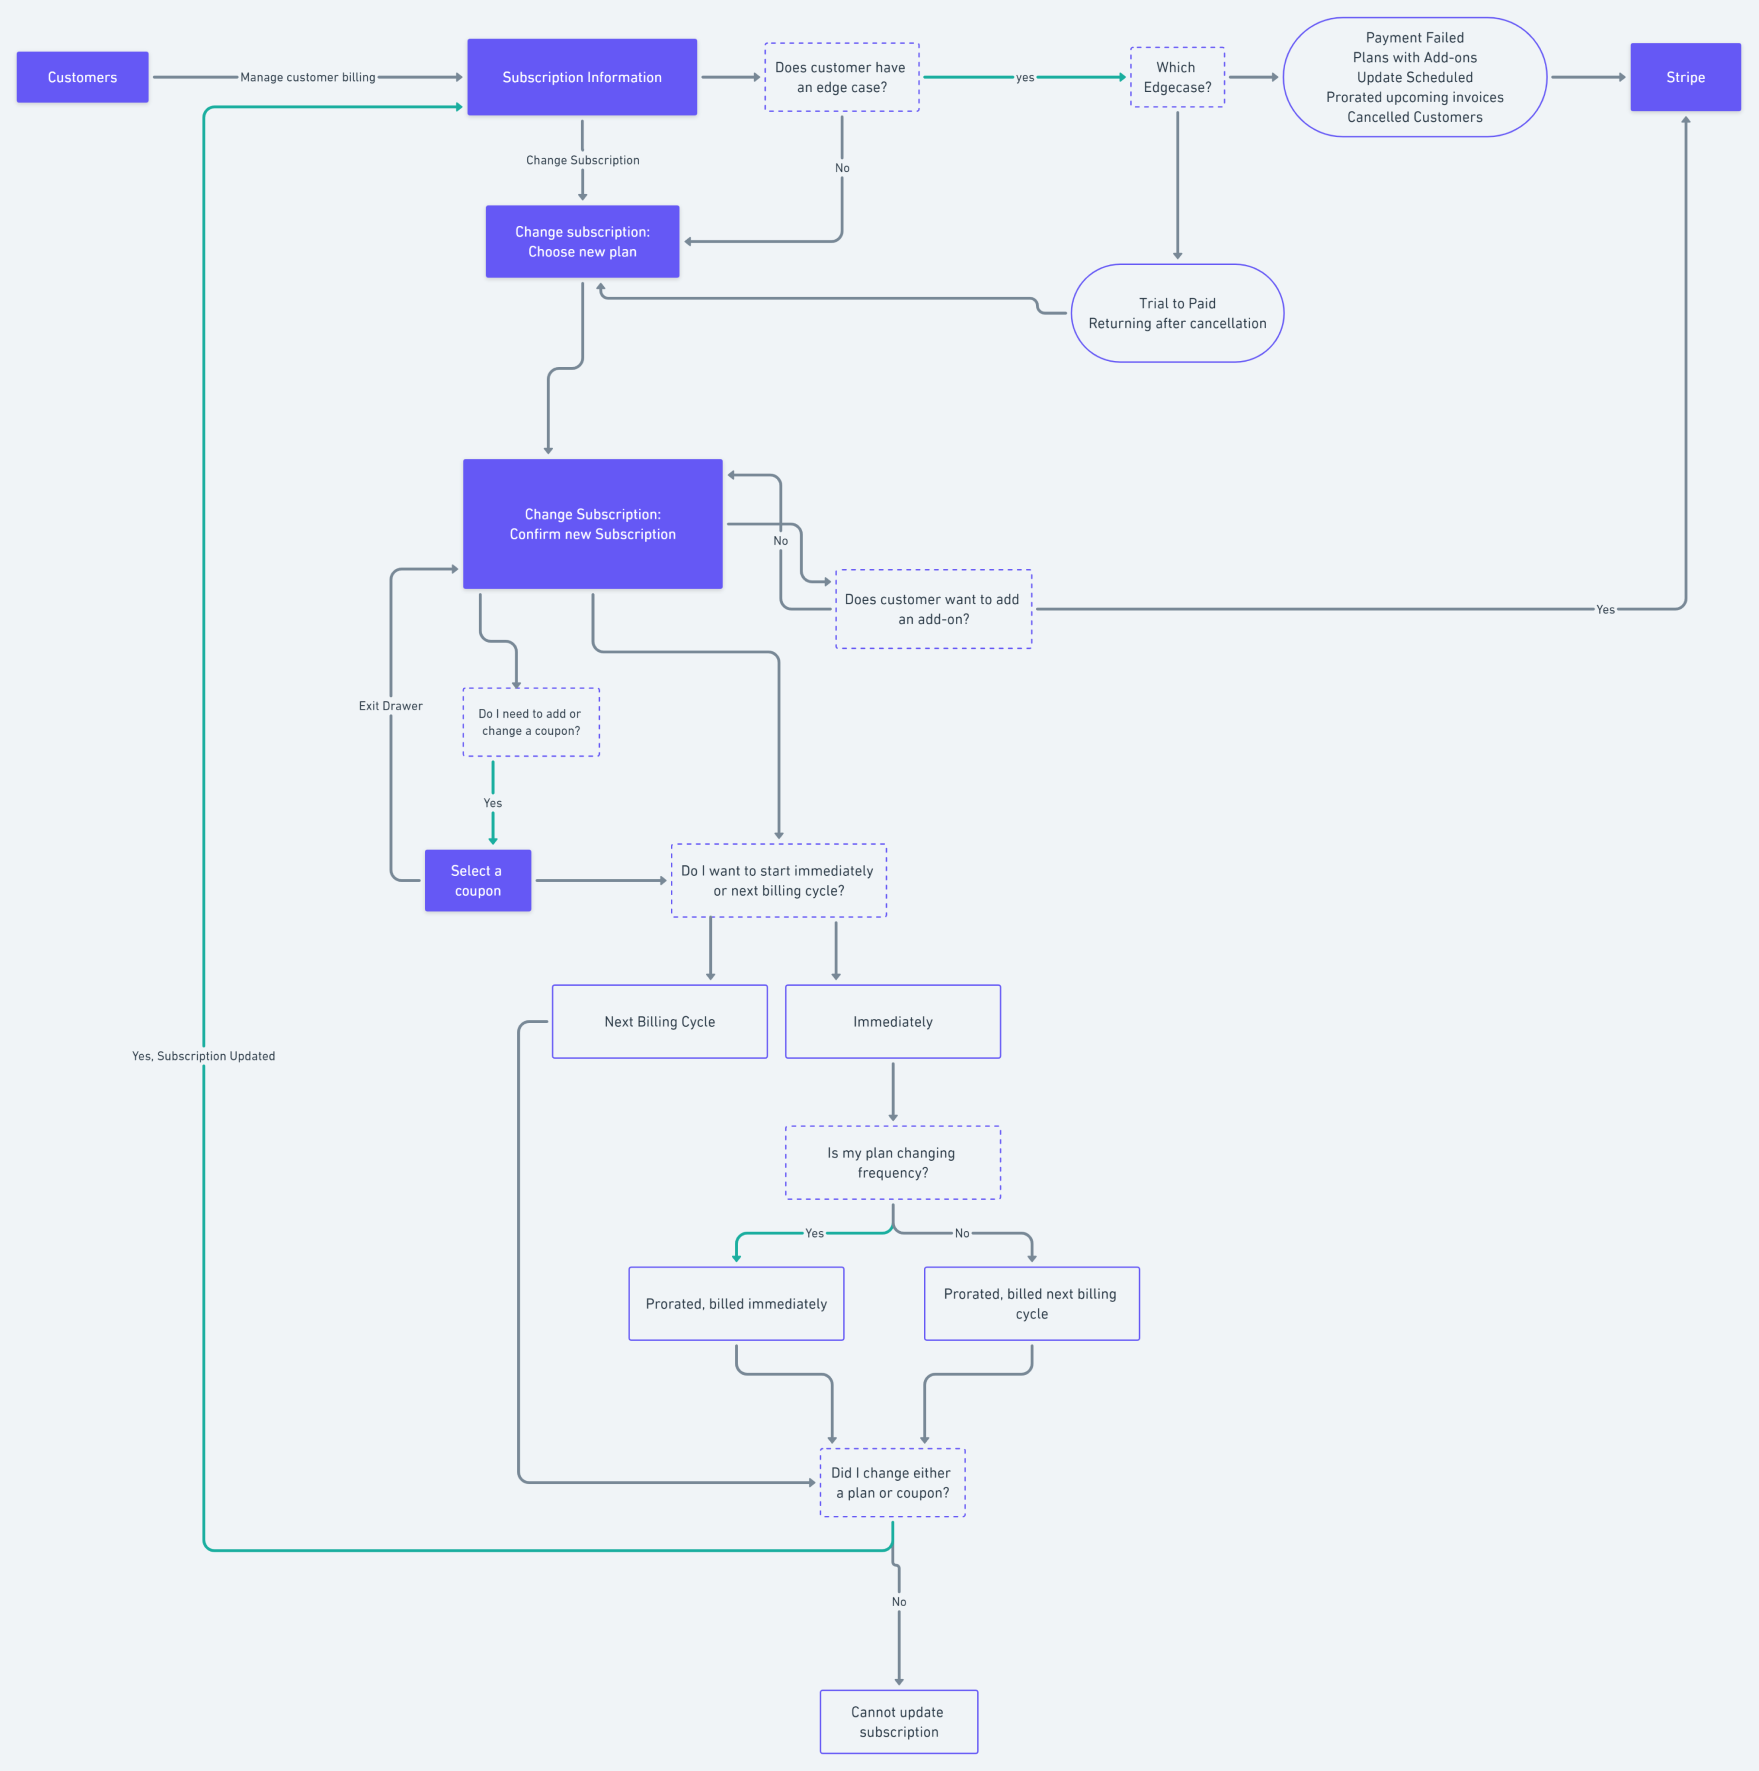 Customers
Manage customer billing
Subscription Information
Does customer have
an edge case?
yes
Which
Edgecase?
Payment Failed
Plans with Add-ons
Update Scheduled
Prorated upcoming invoices
Cancelled Customers
Stripe
Change Subscription
No
Change subscription:
Choose new plan
Trial to Paid
Returning after cancellation
Change Subscription:
Confirm new Subscription
No
Does customer want to add
an add-on?
Yes
Exit Drawer
Do I need to add or
change a coupon?
Yes
Select a
coupon
Do I want to start immediately
or next billing cycle?
Next Billing Cycle
Immediately
Yes, Subscription Updated
Is my plan changing
frequency?
Yes
No
Prorated, billed immediately
Prorated, billed next billing
cycle
Did I change either
a plan or coupon?
No
Cannot update
subscription